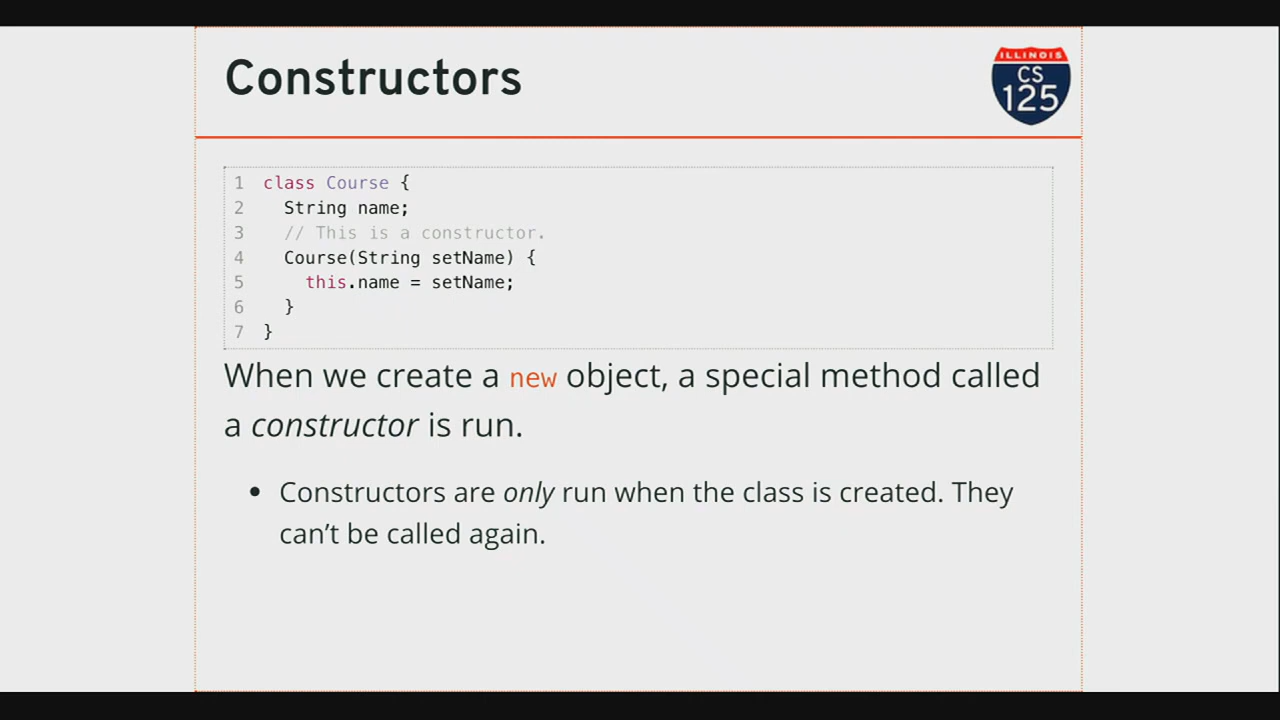 Constructors
ILLINOIS
CS
125
1 class Course {
2   String name;
3   // This is a constructor.
4   Course(String setName) {
5     this.name = setName;
6   }
7 }
When we create a new object, a special method called
a constructor is run.
• Constructors are only run when the class is created. They
can’t be called again.